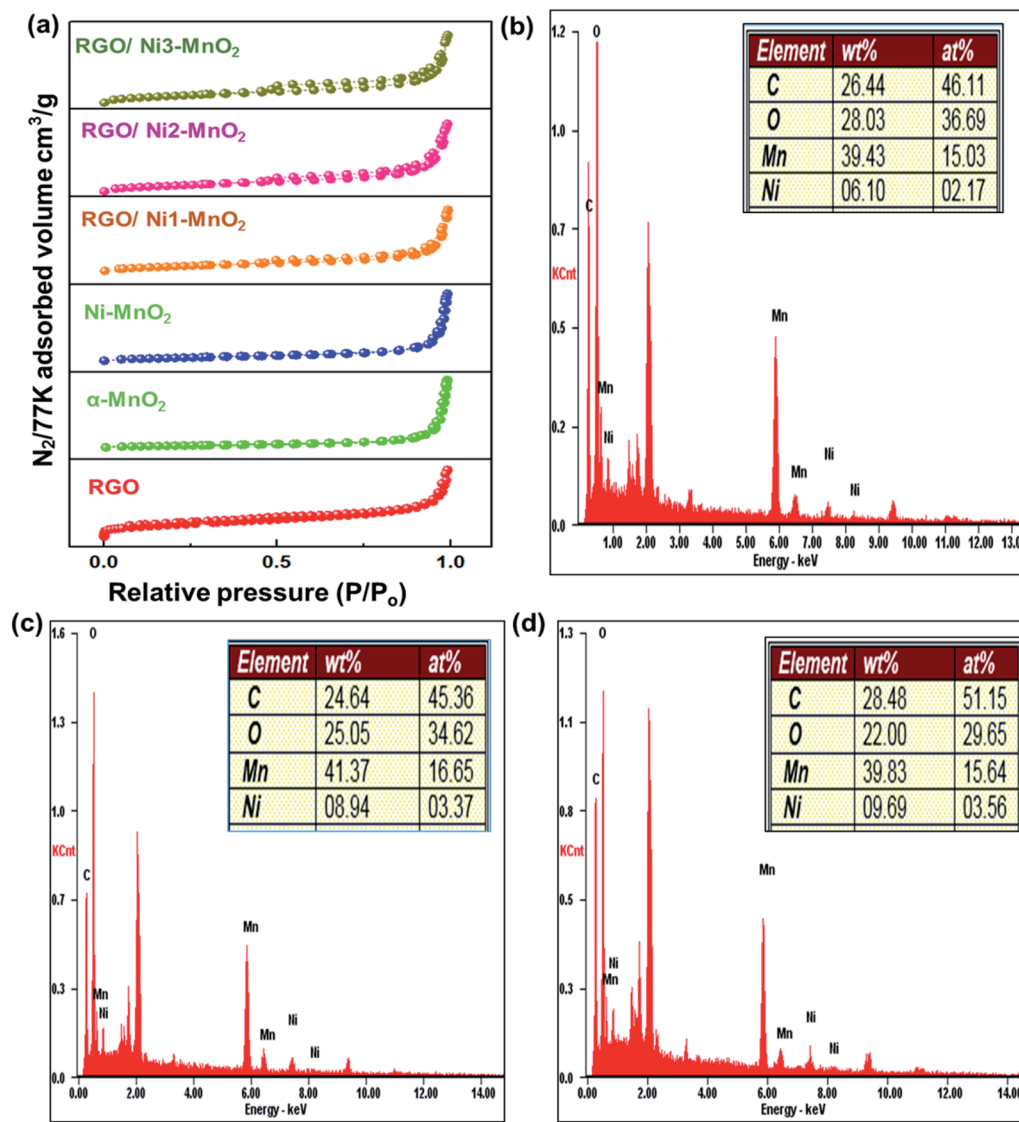 (a)
N2/77K adsorbed volume cm³/g
RGO/ Ni3-MnO2
RGO/ Ni2-MnO2
RGO/ Ni1-MnO2
Ni-MnO2
α-MnO2
RGO
0.0 0.5 1.0
Relative pressure (P/Po)
(b)
1.2
1.0
0.7
KCnt
0.5
0.2
0.0
O
C
Mn
Ni
Mn
Mn
Ni
Ni
Element wt% at%
C 26.44 46.11
O 28.03 36.69
Mn 39.43 15.03
Ni 06.10 02.17
1.00 2.00 3.00 4.00 5.00 6.00 7.00 8.00 9.00 10.00 11.00 12.00 13.0
Energy - keV
(c)
1.6
1.3
1.0
KCnt
0.7
0.3
0.0
O
C
Mn
Ni
Mn
Mn
Ni
Ni
Element wt% at%
C 24.64 45.36
O 25.05 34.62
Mn 41.37 16.65
Ni 08.94 03.37
0.00 2.00 4.00 6.00 8.00 10.00 12.00 14.00
Energy - keV
(d)
1.3
1.1
0.8
KCnt
0.5
0.3
0.0
O
C
Ni
Mn
Mn
Mn
Ni
Ni
Element wt% at%
C 28.48 51.15
O 22.00 29.65
Mn 39.83 15.64
Ni 09.69 03.56
0.00 2.00 4.00 6.00 8.00 10.00 12.00 14.00
Energy - keV